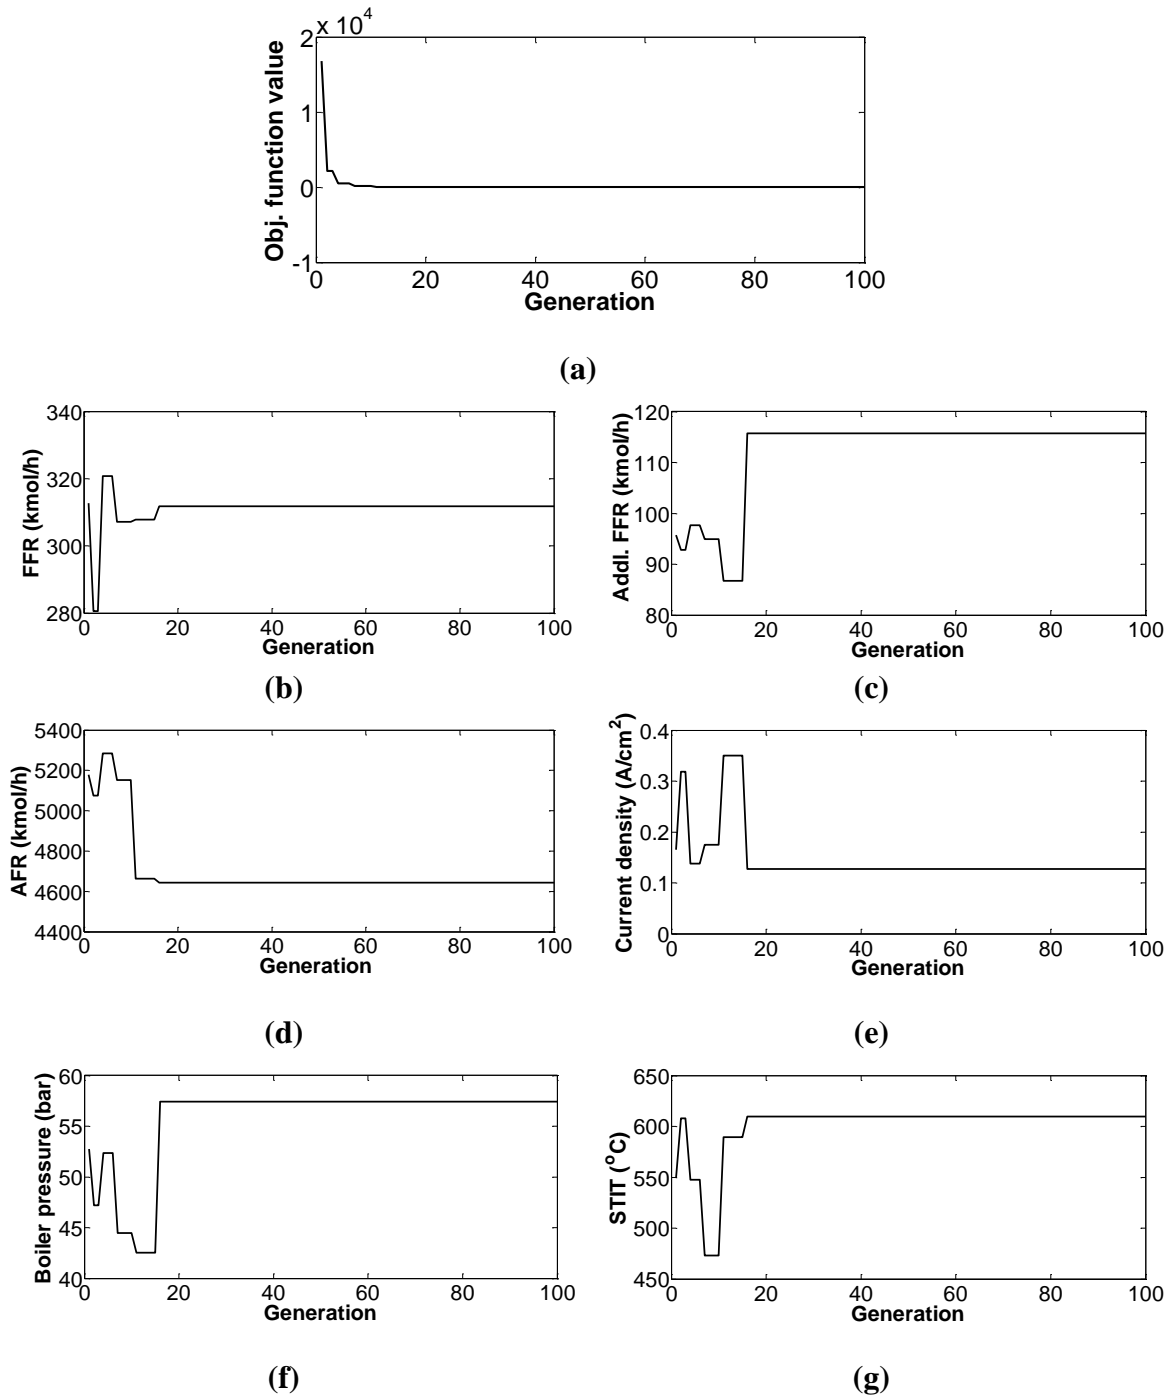 x 10⁴
2
1
0
-1
Obj. function value
0 20 40 60 80 100
Generation
(a)
340
320
300
280
FFR (kmol/h)
0 20 40 60 80 100
Generation
(b)
120
110
100
90
80
Addl. FFR (kmol/h)
0 20 40 60 80 100
Generation
(c)
5400
5200
5000
4800
4600
4400
AFR (kmol/h)
0 20 40 60 80 100
Generation
(d)
0.4
0.3
0.2
0.1
0
Current density (A/cm²)
0 20 40 60 80 100
Generation
(e)
60
55
50
45
40
Boiler pressure (bar)
0 20 40 60 80 100
Generation
(f)
650
600
550
500
450
STIT (°C)
0 20 40 60 80 100
Generation
(g)